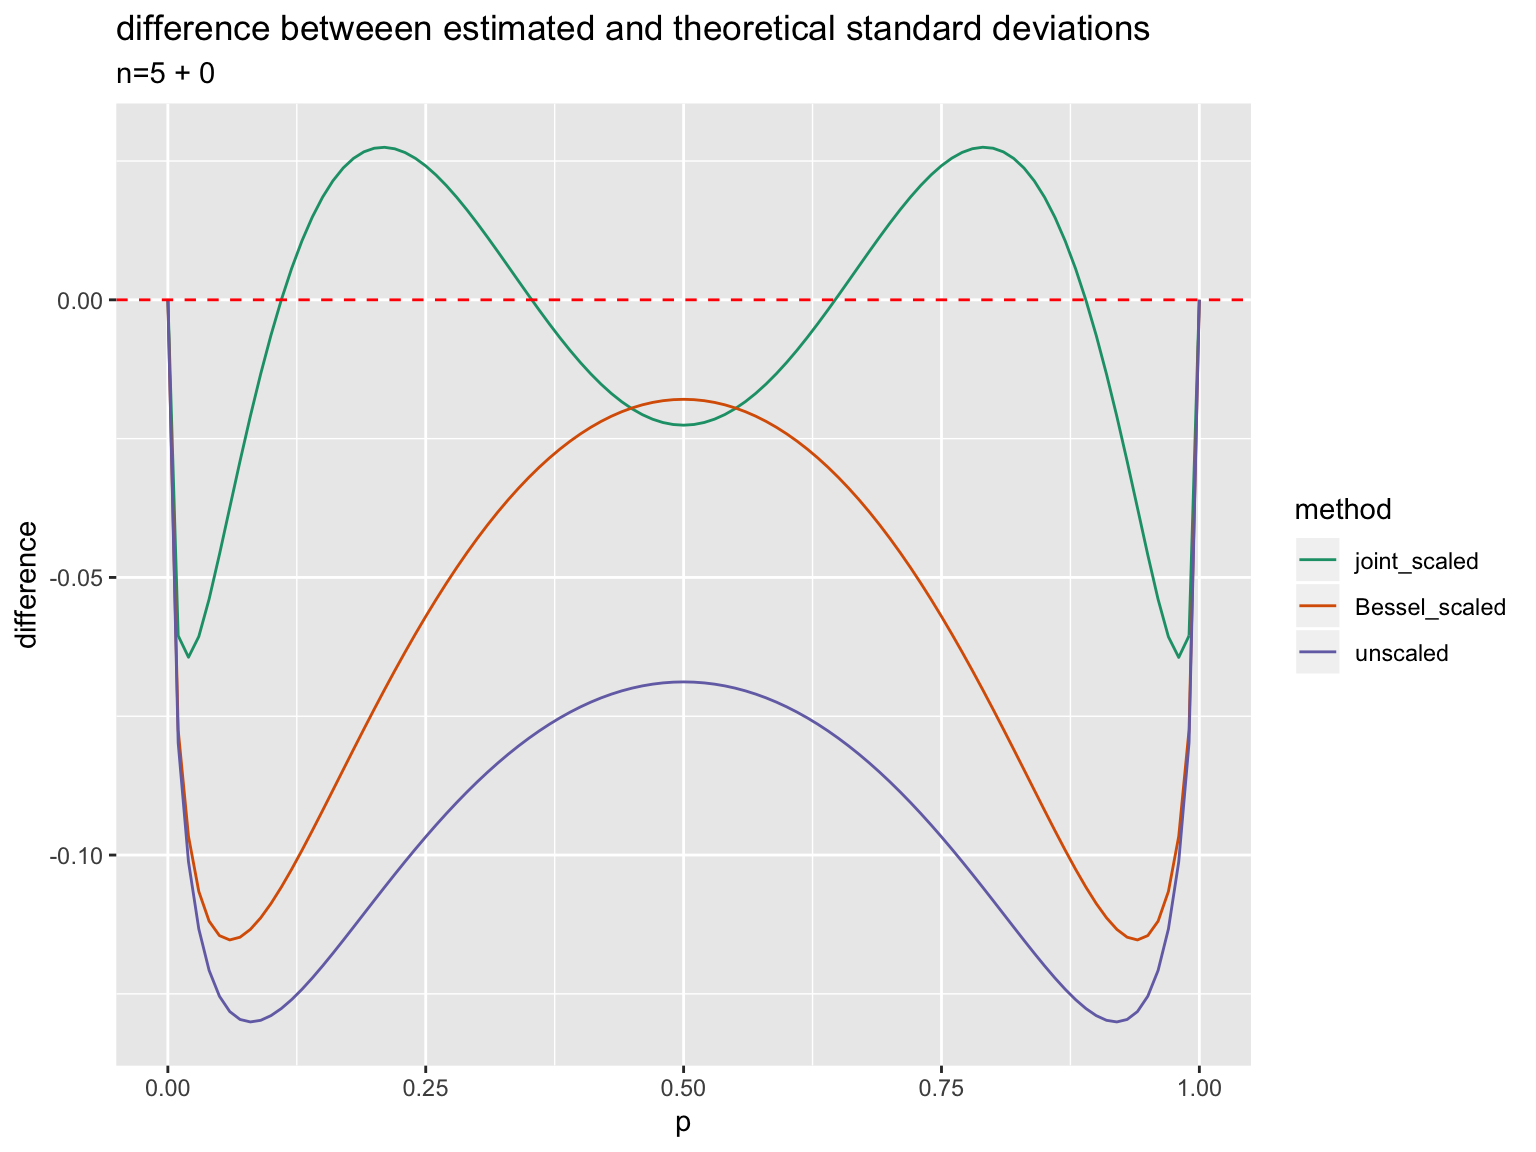 difference betweeen estimated and theoretical standard deviations
n=5 + 0
0.00
-0.05
-0.10
difference
0.00 0.25 0.50 0.75 1.00
p
method
joint_scaled
Bessel_scaled
unscaled